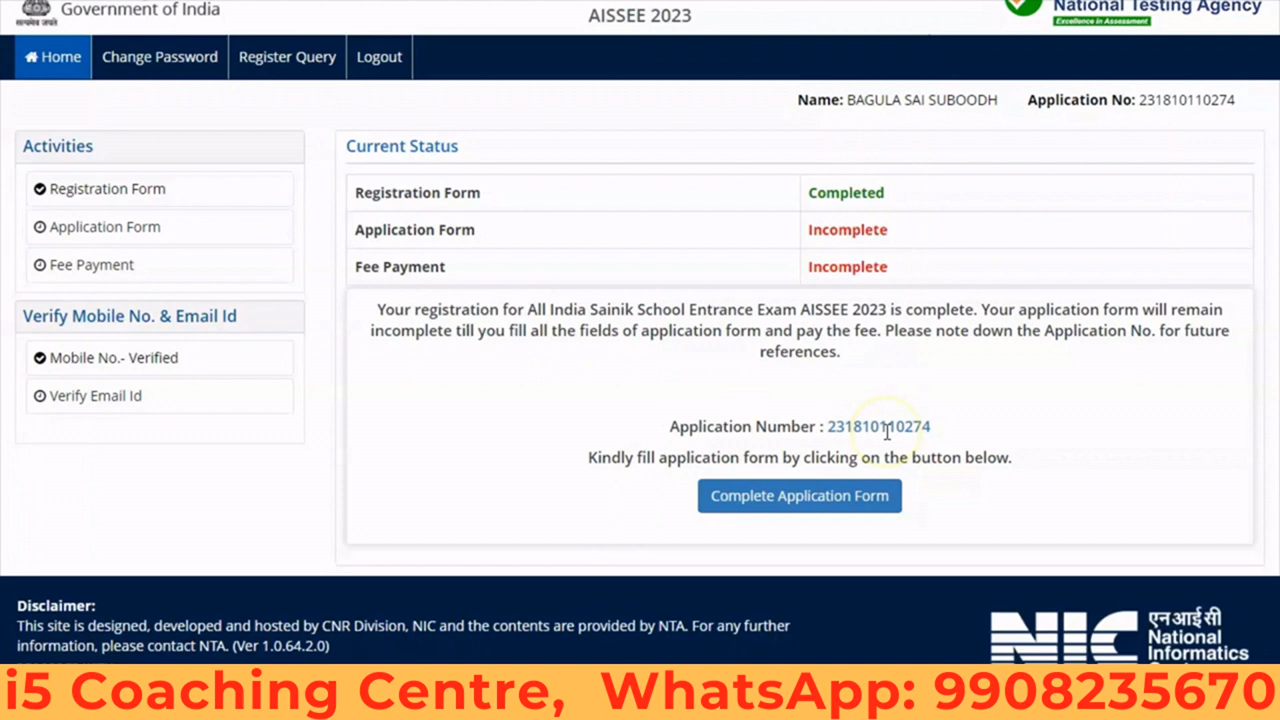 Government of India
सत्यमेव जयते
AISSEE 2023
National Testing Agency
Excellence in Assessment
Home
Change Password
Register Query
Logout
Name: BAGULA SAI SUBOODH Application No: 231810110274
Activities
Registration Form
Application Form
Fee Payment
Verify Mobile No. & Email Id
Mobile No.- Verified
Verify Email Id
Current Status
Registration Form Completed
Application Form Incomplete
Fee Payment Incomplete
Your registration for All India Sainik School Entrance Exam AISSEE 2023 is complete. Your application form will remain
incomplete till you fill all the fields of application form and pay the fee. Please note down the Application No. for future
references.
Application Number : 231810110274
Kindly fill application form by clicking on the button below.
Complete Application Form
Disclaimer:
This site is designed, developed and hosted by CNR Division, NIC and the contents are provided by NTA. For any further
information, please contact NTA. (Ver 1.0.64.2.0)
NIC
एन आई सी
National
Informatics
i5 Coaching Centre, WhatsApp: 9908235670